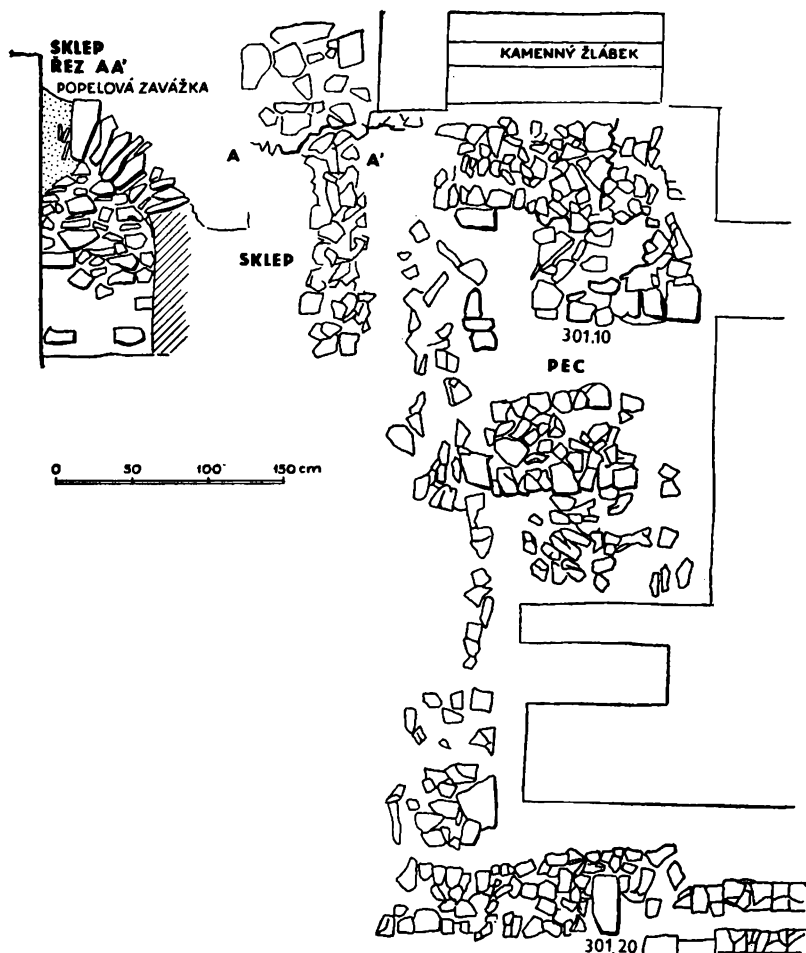 SKLEP
ŘEZ AA'
POPELOVÁ ZAVÁŽKA
KAMENNÝ ŽLÁBEK
A
A'
SKLEP
301.10
PEC
0 50 100 150 cm
301.20